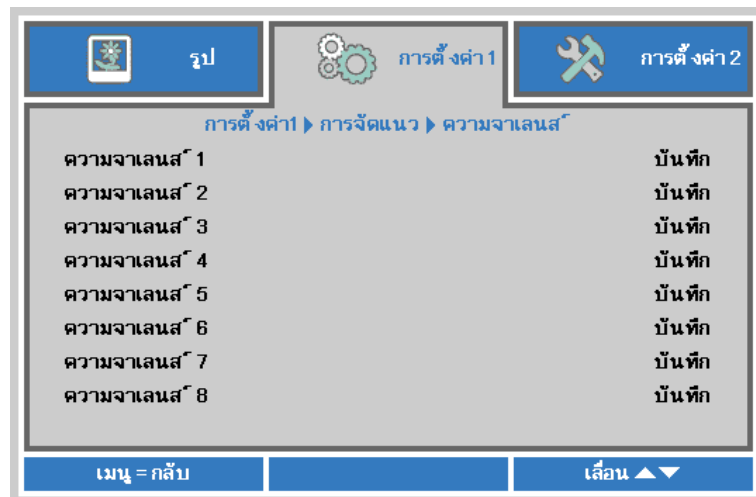 รูป
การตั้งค่า 1
การตั้งค่า 2
การตั้งค่า1 ▶ การจัดแนว ▶ ความจาเลนส์
ความจาเลนส์ 1 บันทึก
ความจาเลนส์ 2 บันทึก
ความจาเลนส์ 3 บันทึก
ความจาเลนส์ 4 บันทึก
ความจาเลนส์ 5 บันทึก
ความจาเลนส์ 6 บันทึก
ความจาเลนส์ 7 บันทึก
ความจาเลนส์ 8 บันทึก
เมนู = กลับ
เลื่อน ▲▼